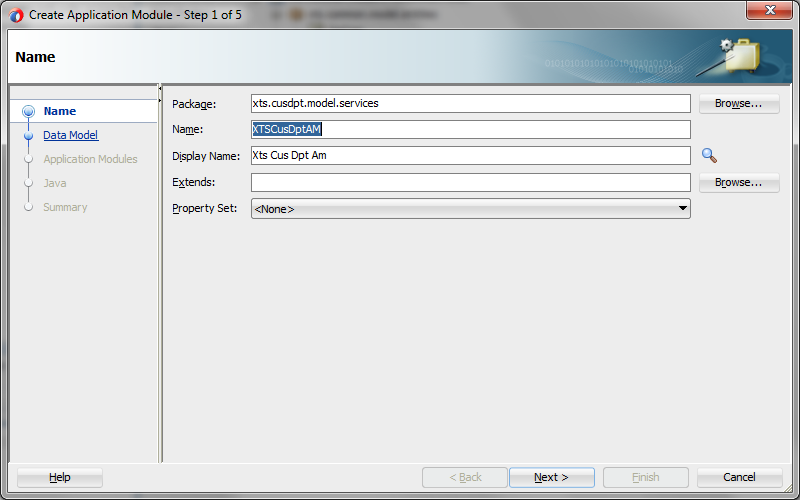 Create Application Module - Step 1 of 5
Name
Name
Data Model
Application Modules
Java
Summary
Package: xts.cusdpt.model.services Browse...
Name: XTSCusDptAM
Display Name: Xts Cus Dpt Am
Extends: Browse...
Property Set: <None>
Help < Back Next > Finish Cancel